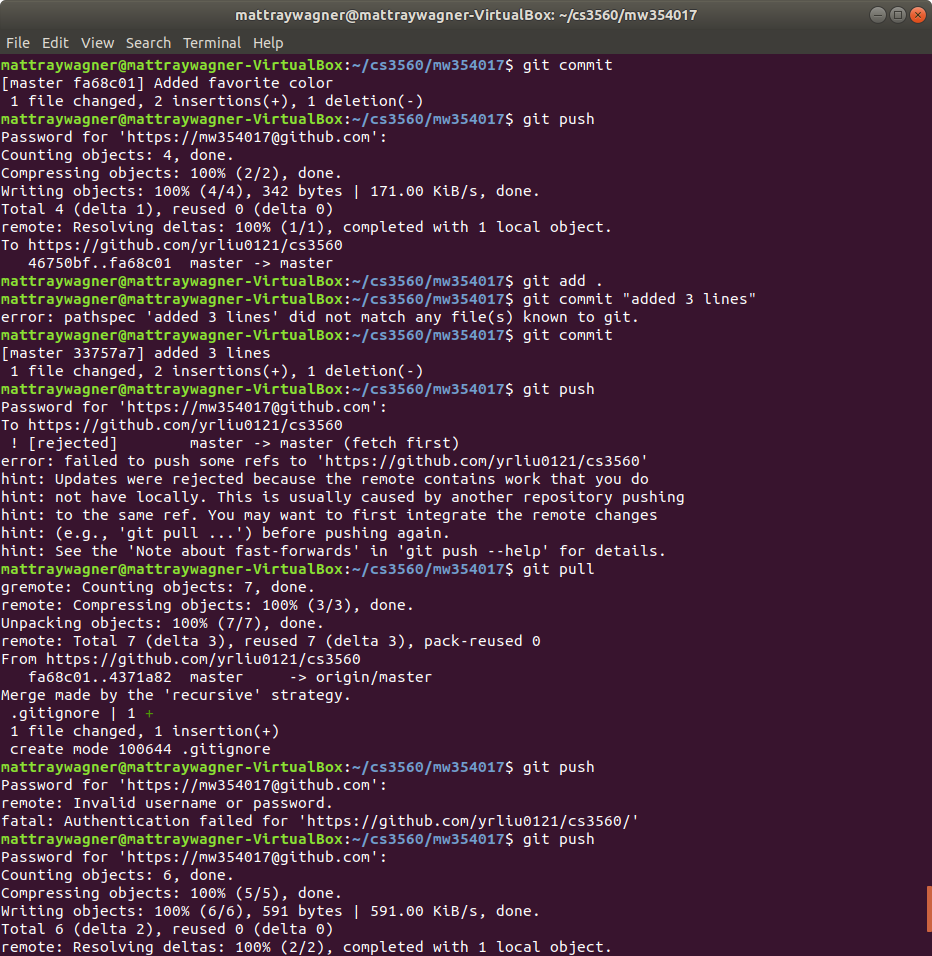 mattraywagner@mattraywagner-VirtualBox: ~/cs3560/mw354017
File Edit View Search Terminal Help
mattraywagner@mattraywagner-VirtualBox:~/cs3560/mw354017$ git commit
[master fa68c01] Added favorite color
 1 file changed, 2 insertions(+), 1 deletion(-)
mattraywagner@mattraywagner-VirtualBox:~/cs3560/mw354017$ git push
Password for 'https://mw354017@github.com':
Counting objects: 4, done.
Compressing objects: 100% (2/2), done.
Writing objects: 100% (4/4), 342 bytes | 171.00 KiB/s, done.
Total 4 (delta 1), reused 0 (delta 0)
remote: Resolving deltas: 100% (1/1), completed with 1 local object.
To https://github.com/yrliu0121/cs3560
   46750bf..fa68c01  master -> master
mattraywagner@mattraywagner-VirtualBox:~/cs3560/mw354017$ git add .
mattraywagner@mattraywagner-VirtualBox:~/cs3560/mw354017$ git commit "added 3 lines"
error: pathspec 'added 3 lines' did not match any file(s) known to git.
mattraywagner@mattraywagner-VirtualBox:~/cs3560/mw354017$ git commit
[master 33757a7] added 3 lines
 1 file changed, 2 insertions(+), 1 deletion(-)
mattraywagner@mattraywagner-VirtualBox:~/cs3560/mw354017$ git push
Password for 'https://mw354017@github.com':
To https://github.com/yrliu0121/cs3560
 ! [rejected]        master -> master (fetch first)
error: failed to push some refs to 'https://github.com/yrliu0121/cs3560'
hint: Updates were rejected because the remote contains work that you do
hint: not have locally. This is usually caused by another repository pushing
hint: to the same ref. You may want to first integrate the remote changes
hint: (e.g., 'git pull ...') before pushing again.
hint: See the 'Note about fast-forwards' in 'git push --help' for details.
mattraywagner@mattraywagner-VirtualBox:~/cs3560/mw354017$ git pull
gremote: Counting objects: 7, done.
remote: Compressing objects: 100% (3/3), done.
Unpacking objects: 100% (7/7), done.
remote: Total 7 (delta 3), reused 7 (delta 3), pack-reused 0
From https://github.com/yrliu0121/cs3560
   fa68c01..4371a82  master     -> origin/master
Merge made by the 'recursive' strategy.
 .gitignore | 1 +
 1 file changed, 1 insertion(+)
 create mode 100644 .gitignore
mattraywagner@mattraywagner-VirtualBox:~/cs3560/mw354017$ git push
Password for 'https://mw354017@github.com':
remote: Invalid username or password.
fatal: Authentication failed for 'https://github.com/yrliu0121/cs3560/'
mattraywagner@mattraywagner-VirtualBox:~/cs3560/mw354017$ git push
Password for 'https://mw354017@github.com':
Counting objects: 6, done.
Compressing objects: 100% (5/5), done.
Writing objects: 100% (6/6), 591 bytes | 591.00 KiB/s, done.
Total 6 (delta 2), reused 0 (delta 0)
remote: Resolving deltas: 100% (2/2), completed with 1 local object.